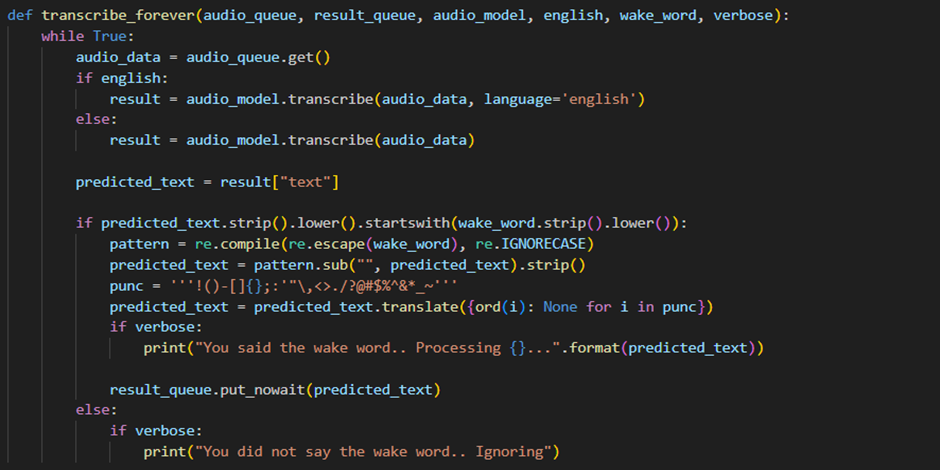 def transcribe_forever(audio_queue, result_queue, audio_model, english, wake_word, verbose):
    while True:
        audio_data = audio_queue.get()
        if english:
            result = audio_model.transcribe(audio_data, language='english')
        else:
            result = audio_model.transcribe(audio_data)

        predicted_text = result["text"]

        if predicted_text.strip().lower().startswith(wake_word.strip().lower()):
            pattern = re.compile(re.escape(wake_word), re.IGNORECASE)
            predicted_text = pattern.sub("", predicted_text).strip()
            punc = '''!()-[]{};:'"\,<>./?@#$%^&*_~'''
            predicted_text = predicted_text.translate({ord(i): None for i in punc})
            if verbose:
                print("You said the wake word.. Processing {}...".format(predicted_text))

            result_queue.put_nowait(predicted_text)
        else:
            if verbose:
                print("You did not say the wake word.. Ignoring")